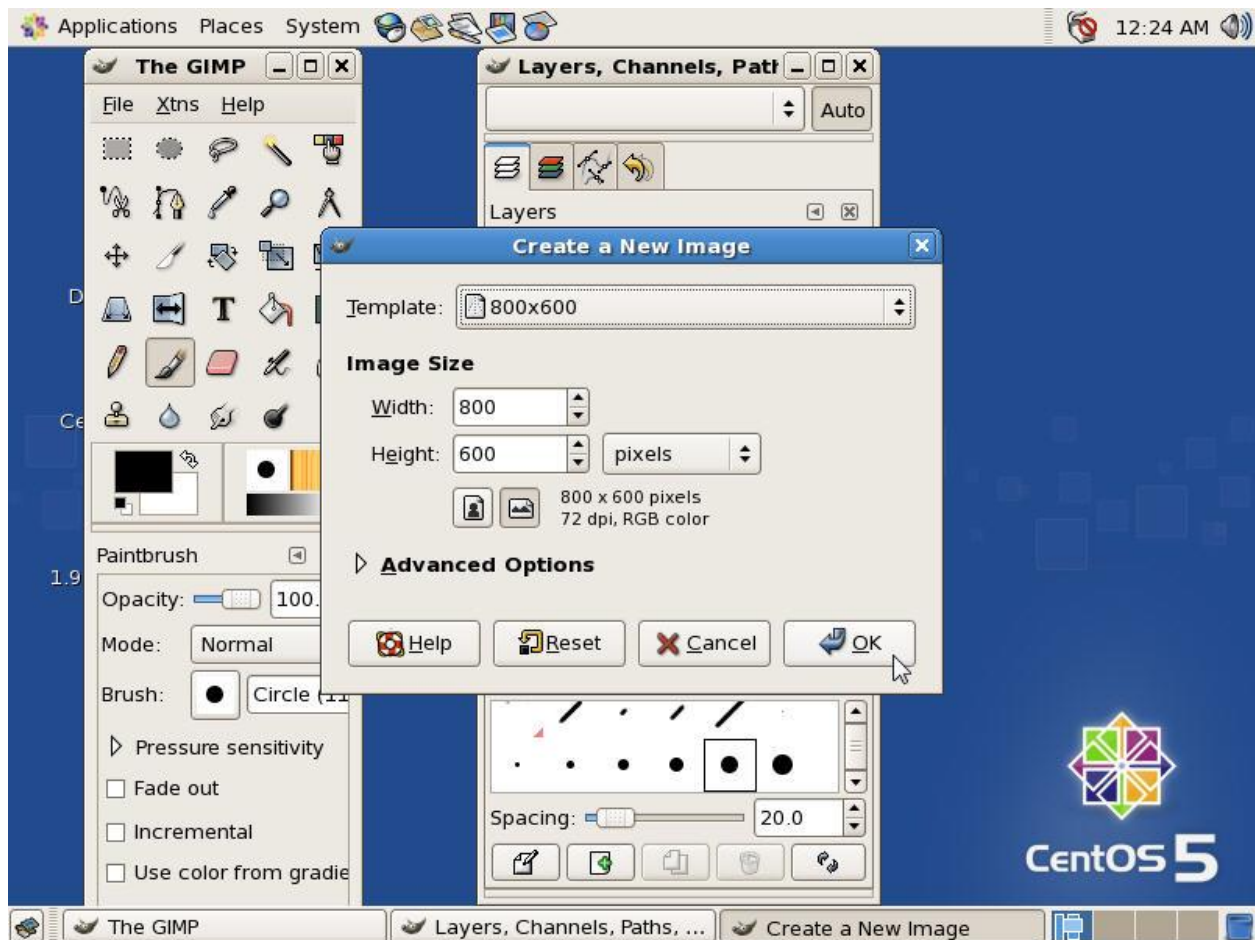 Applications Places System
12:24 AM
The GIMP
File Xtns Help
Paintbrush
Opacity: 100.
Mode: Normal
Brush: Circle (11
Pressure sensitivity
Fade out
Incremental
Use color from gradie
Layers, Channels, Path
Auto
Layers
Create a New Image
Template: 800x600
Image Size
Width: 800
Height: 600 pixels
800 x 600 pixels
72 dpi, RGB color
Advanced Options
Help Reset Cancel OK
Spacing: 20.0
D
Ce
1.9
CentOS 5
The GIMP
Layers, Channels, Paths, ...
Create a New Image